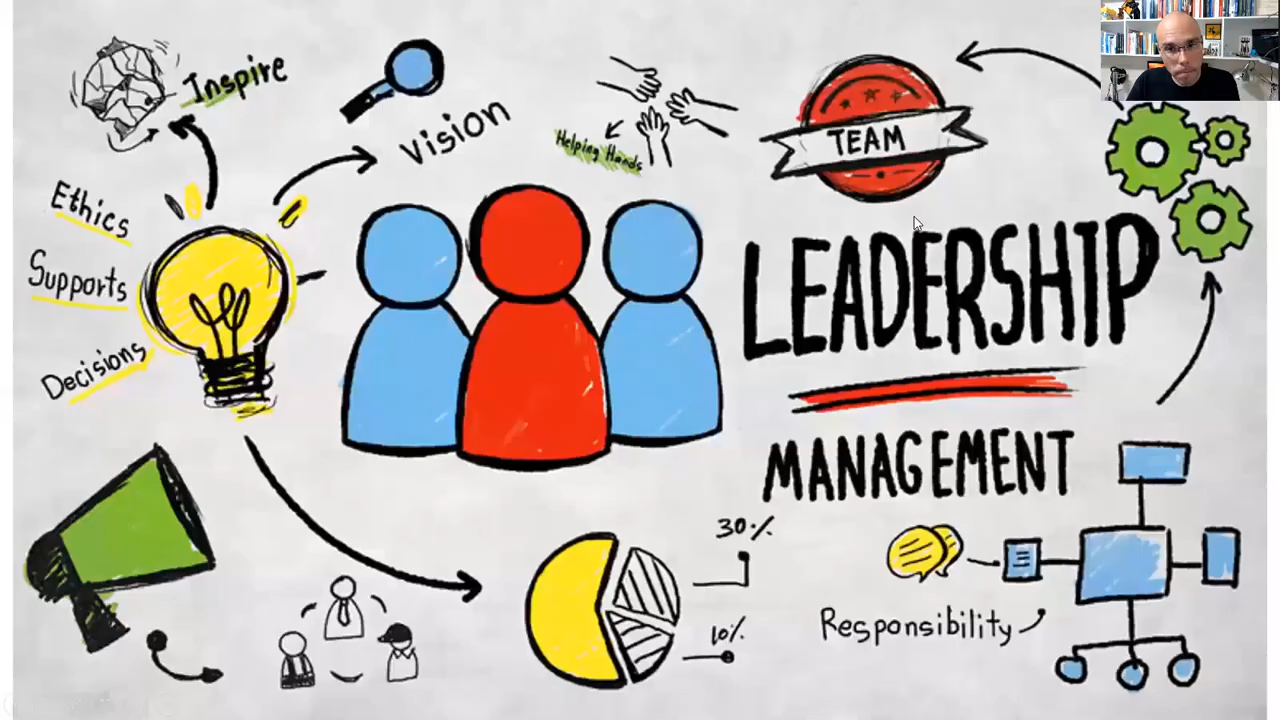 Inspire
Vision
Helping Hands
TEAM
Ethics
Supports
Decisions
LEADERSHIP
MANAGEMENT
30%
10%
Responsibility